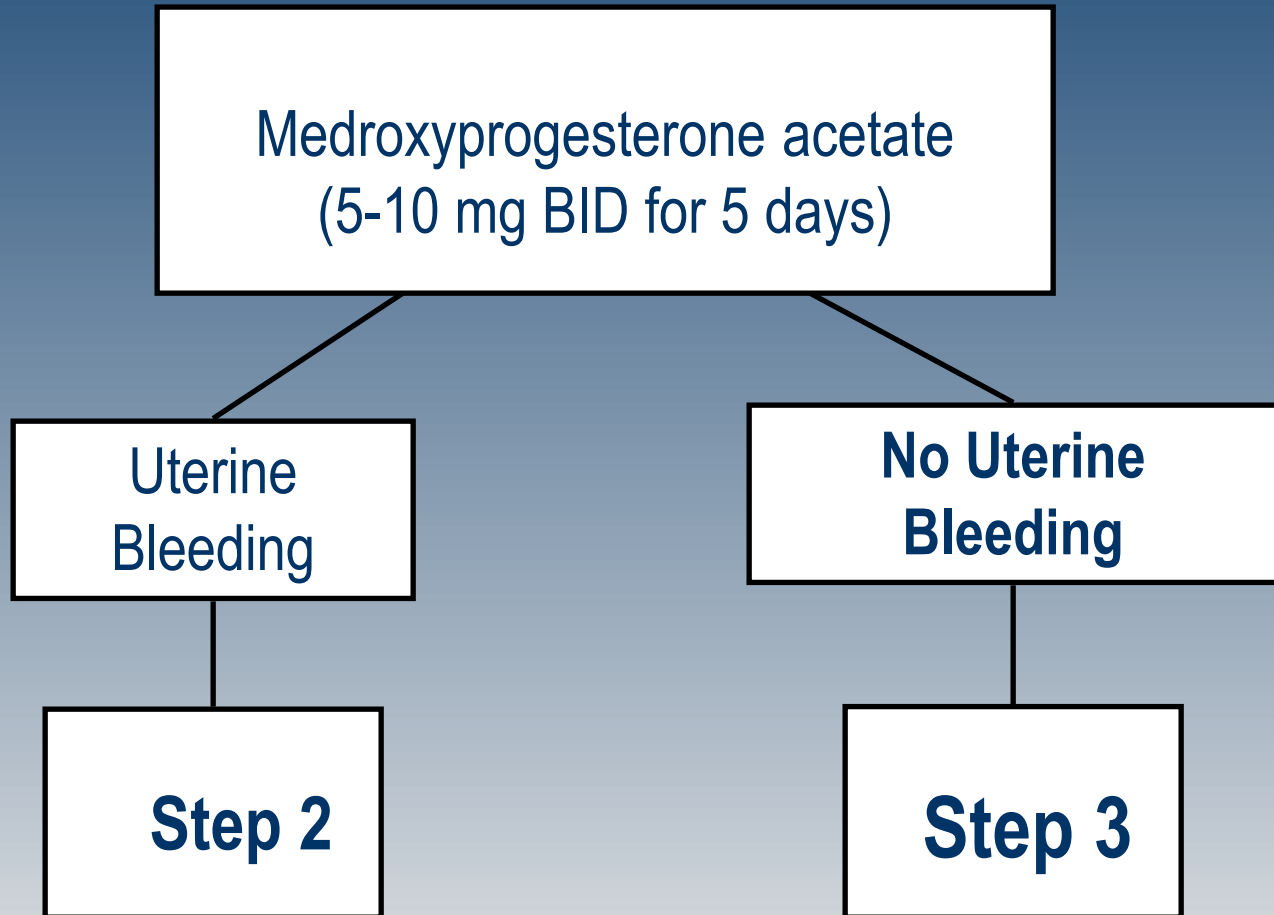 Medroxyprogesterone acetate
(5-10 mg BID for 5 days)
Uterine
Bleeding
No Uterine
Bleeding
Step 2
Step 3